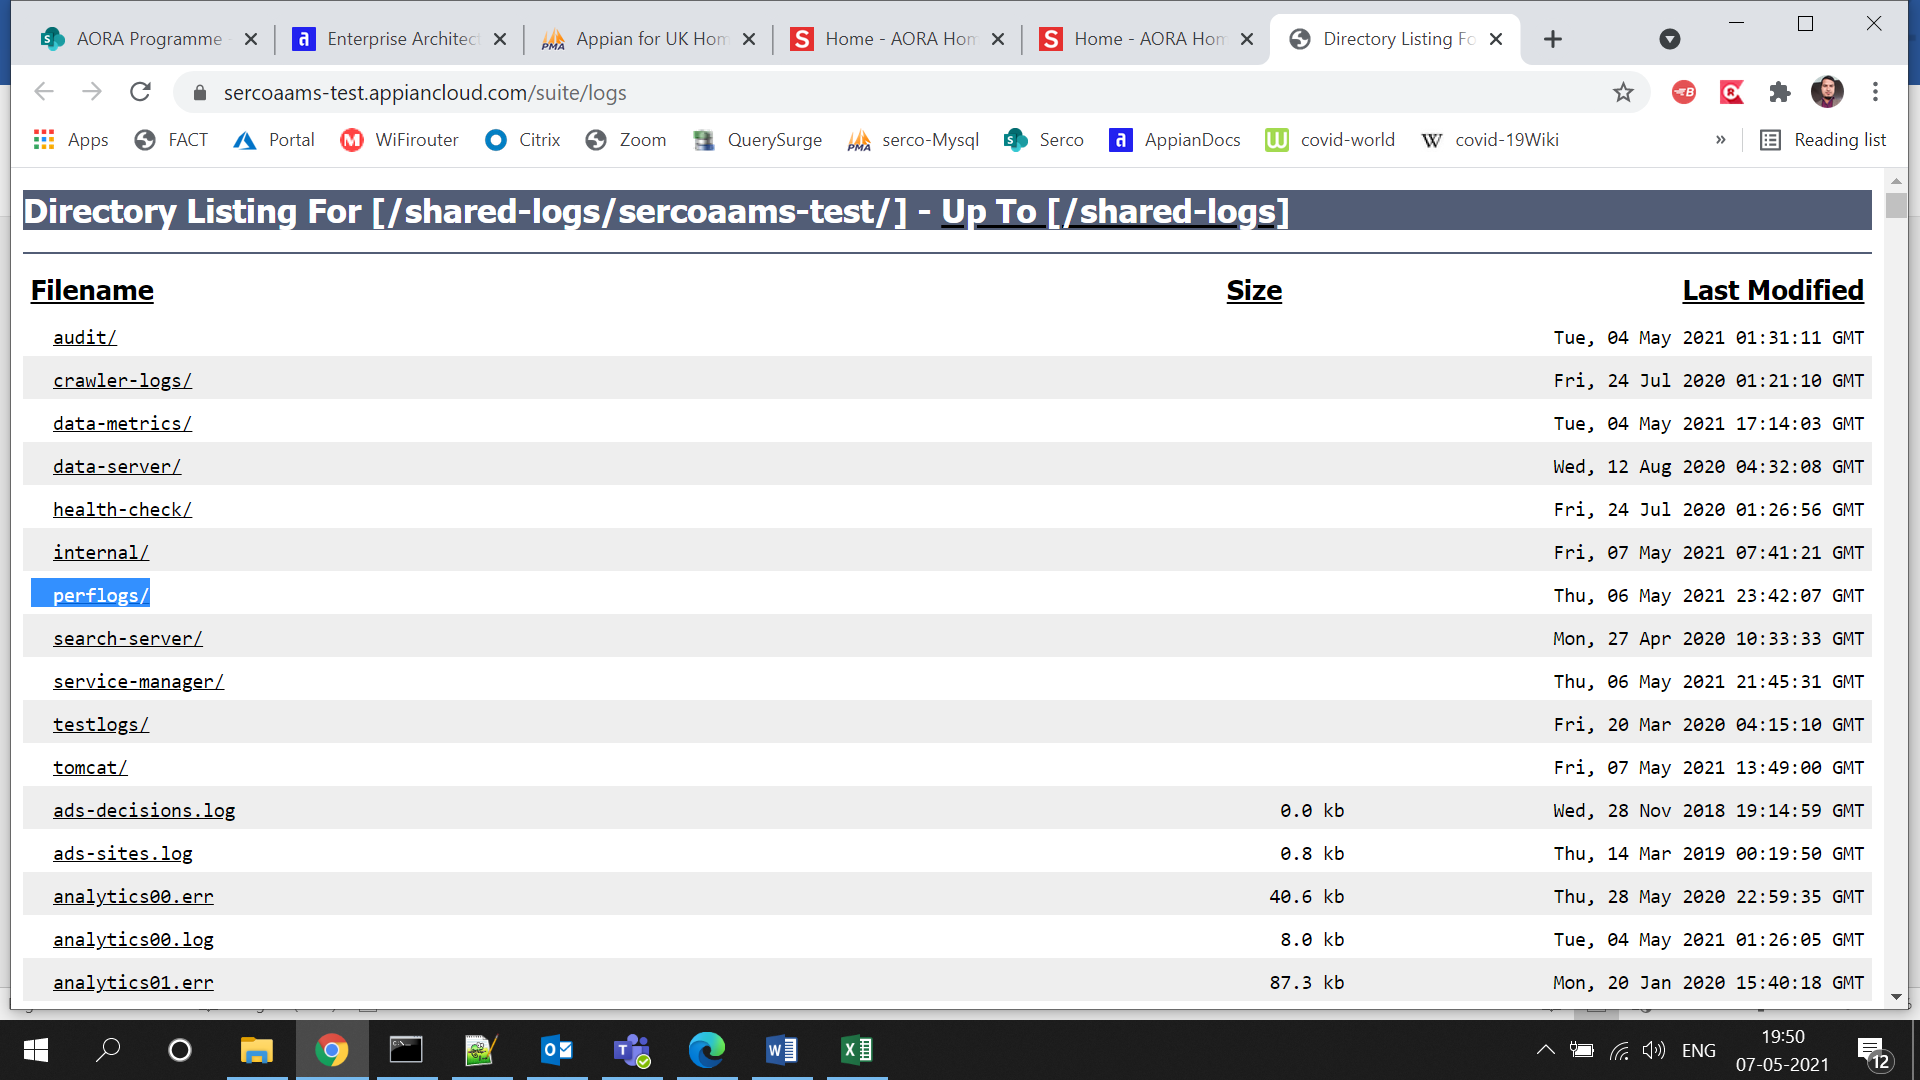 AORA Programme
Enterprise Architect
Appian for UK Hom
Home - AORA Hom
Home - AORA Hom
Directory Listing Fo
sercoaams-test.appiancloud.com/suite/logs
Apps FACT Portal WiFirouter Citrix Zoom QuerySurge serco-Mysql Serco AppianDocs covid-world covid-19Wiki » Reading list
Directory Listing For [/shared-logs/sercoaams-test/] - Up To [/shared-logs]
Filename Size Last Modified
audit/ Tue, 04 May 2021 01:31:11 GMT
crawler-logs/ Fri, 24 Jul 2020 01:21:10 GMT
data-metrics/ Tue, 04 May 2021 17:14:03 GMT
data-server/ Wed, 12 Aug 2020 04:32:08 GMT
health-check/ Fri, 24 Jul 2020 01:26:56 GMT
internal/ Fri, 07 May 2021 07:41:21 GMT
perflogs/ Thu, 06 May 2021 23:42:07 GMT
search-server/ Mon, 27 Apr 2020 10:33:33 GMT
service-manager/ Thu, 06 May 2021 21:45:31 GMT
testlogs/ Fri, 20 Mar 2020 04:15:10 GMT
tomcat/ Fri, 07 May 2021 13:49:00 GMT
ads-decisions.log 0.0 kb Wed, 28 Nov 2018 19:14:59 GMT
ads-sites.log 0.8 kb Thu, 14 Mar 2019 00:19:50 GMT
analytics00.err 40.6 kb Thu, 28 May 2020 22:59:35 GMT
analytics00.log 8.0 kb Tue, 04 May 2021 01:26:05 GMT
analytics01.err 87.3 kb Mon, 20 Jan 2020 15:40:18 GMT
ENG
19:50
07-05-2021
12